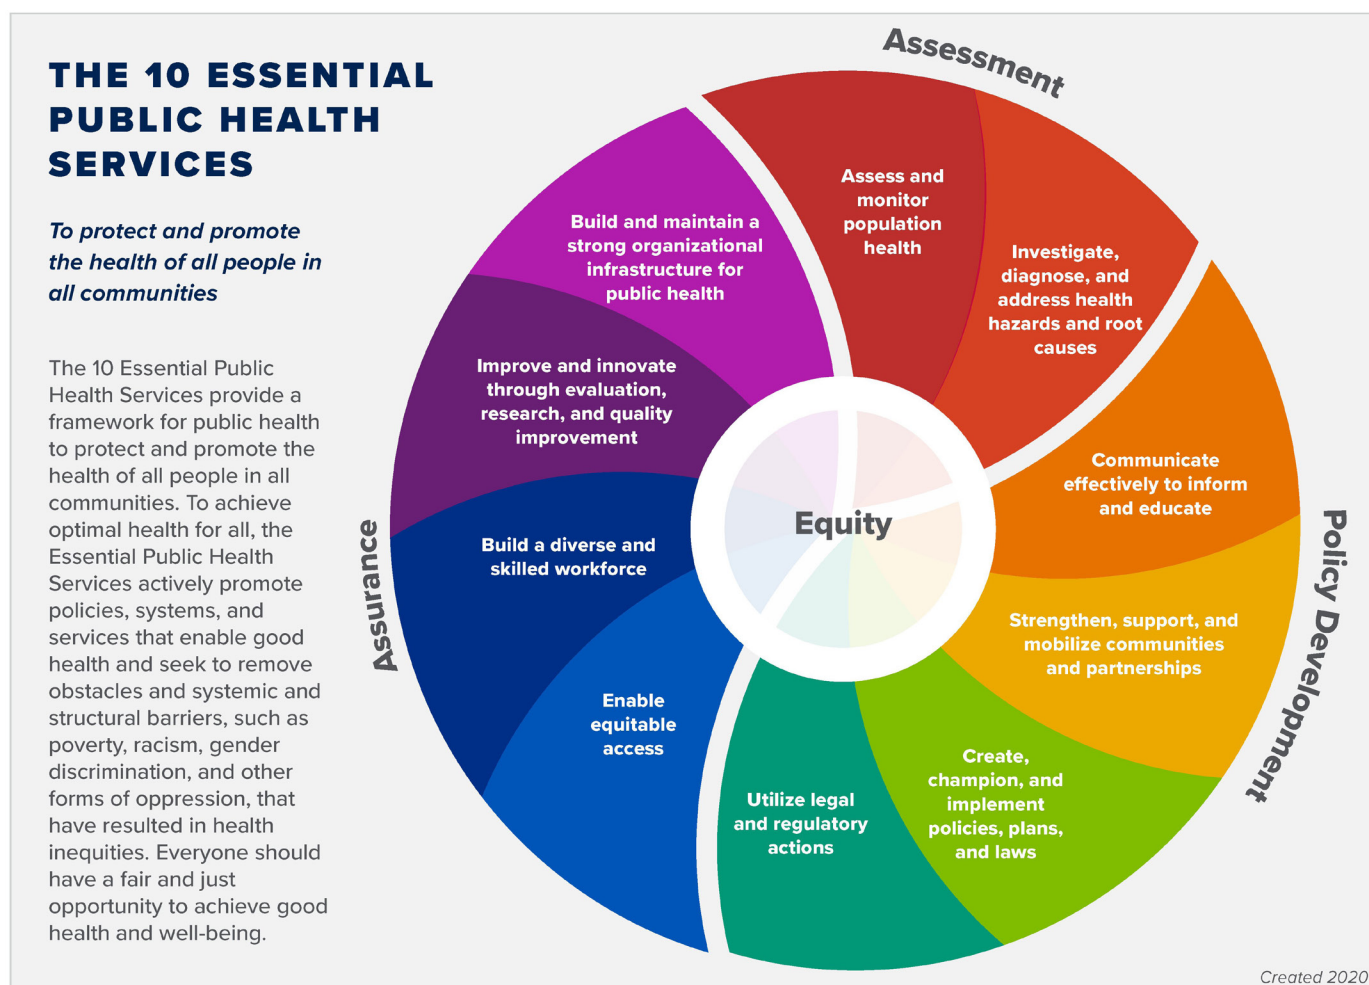 THE 10 ESSENTIAL
PUBLIC HEALTH
SERVICES
To protect and promote
the health of all people in
all communities
The 10 Essential Public
Health Services provide a
framework for public health
to protect and promote the
health of all people in all
communities. To achieve
optimal health for all, the
Essential Public Health
Services actively promote
policies, systems, and
services that enable good
health and seek to remove
obstacles and systemic and
structural barriers, such as
poverty, racism, gender
discrimination, and other
forms of oppression, that
have resulted in health
inequities. Everyone should
have a fair and just
opportunity to achieve good
health and well-being.
Assessment
Assess and
monitor
population
health
Investigate,
diagnose, and
address health
hazards and root
causes
Policy Development
Communicate
effectively to inform
and educate
Strengthen, support, and
mobilize communities
and partnerships
Create,
champion, and
implement
policies, plans,
and laws
Utilize legal
and regulatory
actions
Assurance
Enable
equitable
access
Build a diverse and
skilled workforce
Improve and innovate
through evaluation,
research, and quality
improvement
Build and maintain a
strong organizational
infrastructure for
public health
Equity
Created 2020